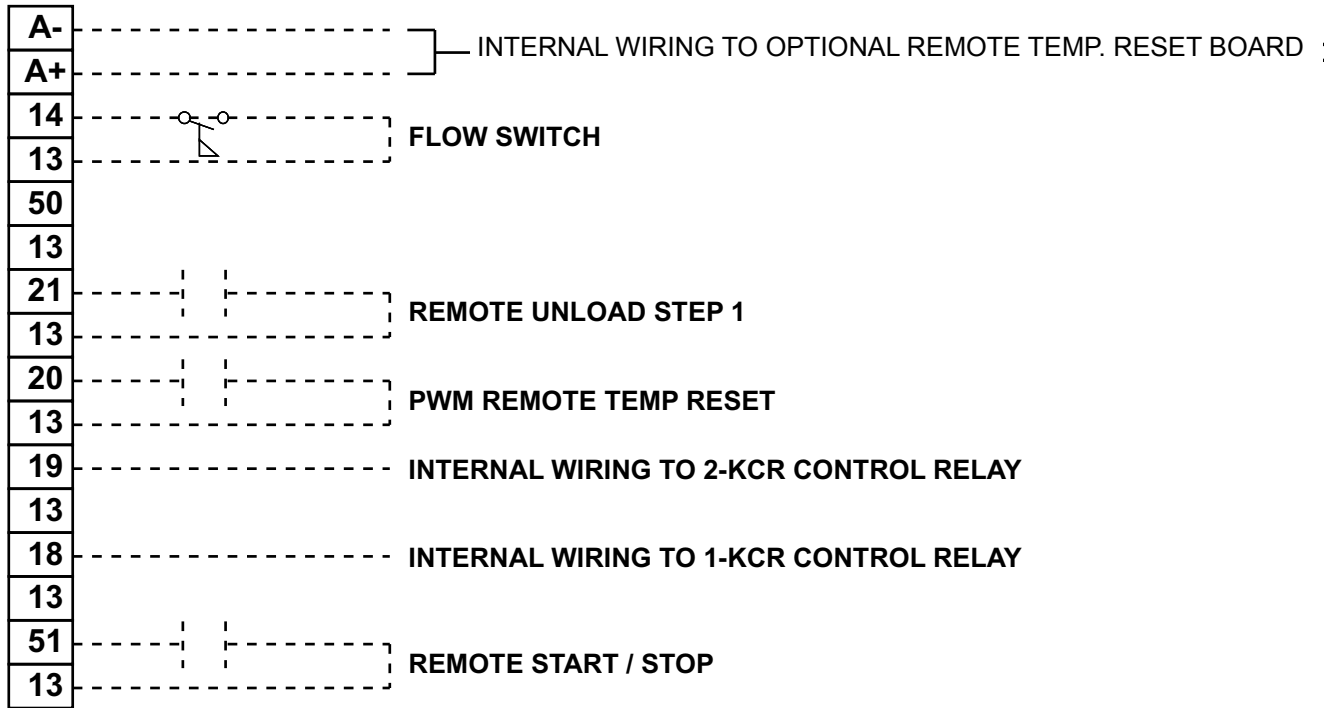 A-
INTERNAL WIRING TO OPTIONAL REMOTE TEMP. RESET BOARD
A+
14
FLOW SWITCH
13
50
13
21
REMOTE UNLOAD STEP 1
13
20
PWM REMOTE TEMP RESET
13
19 INTERNAL WIRING TO 2-KCR CONTROL RELAY
13
18 INTERNAL WIRING TO 1-KCR CONTROL RELAY
13
51
REMOTE START / STOP
13